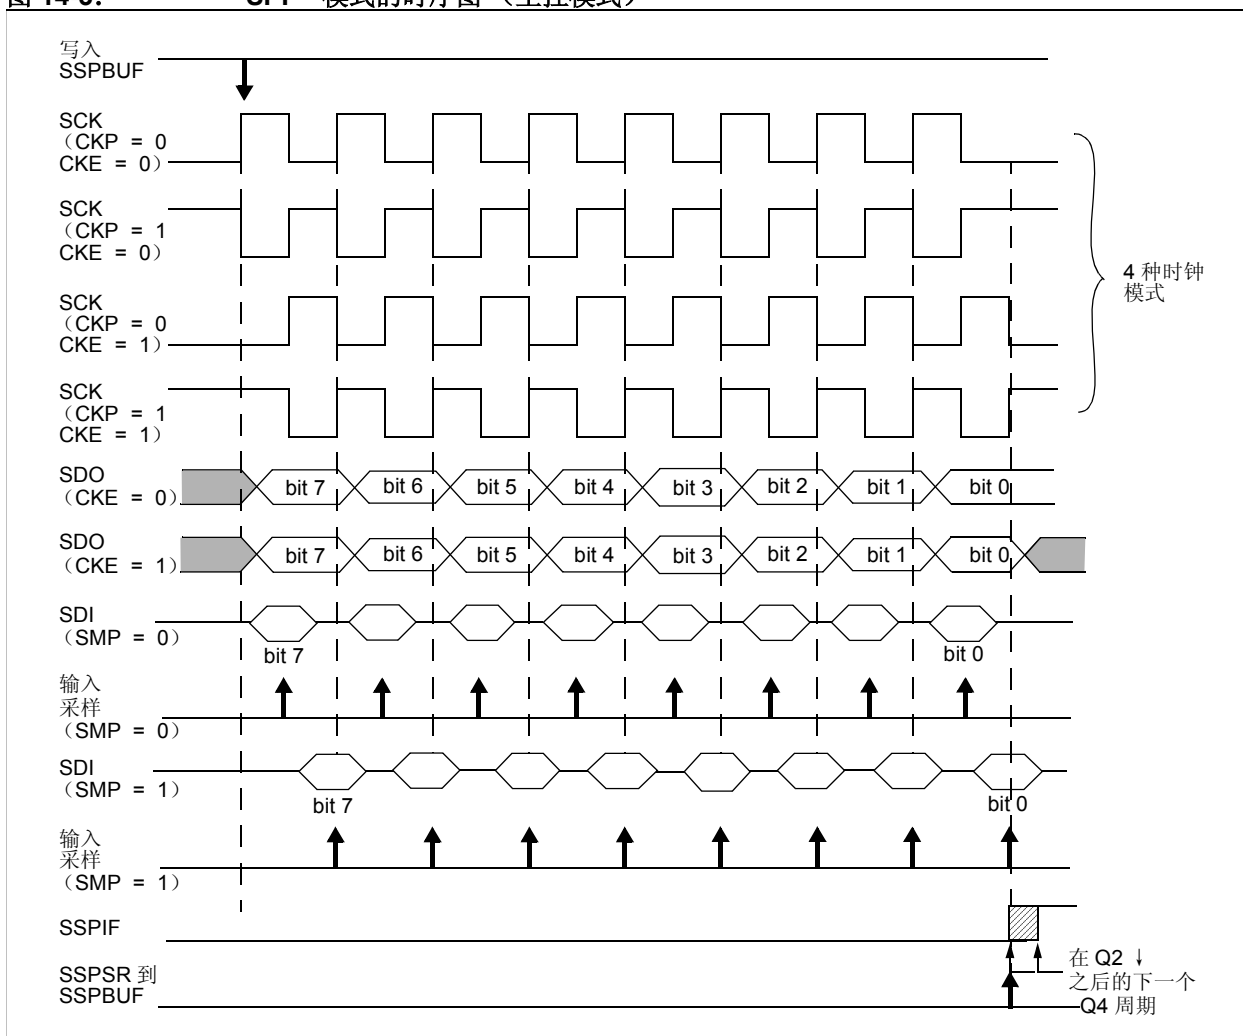 写入
SSPBUF
SCK
（CKP = 0
CKE = 0）
SCK
（CKP = 1
CKE = 0）
SCK
（CKP = 0
CKE = 1）
SCK
（CKP = 1
CKE = 1）
4 种时钟
模式
SDO
（CKE = 0）
bit 7 bit 6 bit 5 bit 4 bit 3 bit 2 bit 1 bit 0
SDO
（CKE = 1）
bit 7 bit 6 bit 5 bit 4 bit 3 bit 2 bit 1 bit 0
SDI
（SMP = 0）
bit 7 bit 0
输入
采样
（SMP = 0）
SDI
（SMP = 1）
bit 7 bit 0
输入
采样
（SMP = 1）
SSPIF
SSPSR 到
SSPBUF
在 Q2 ↓
之后的下一个
Q4 周期